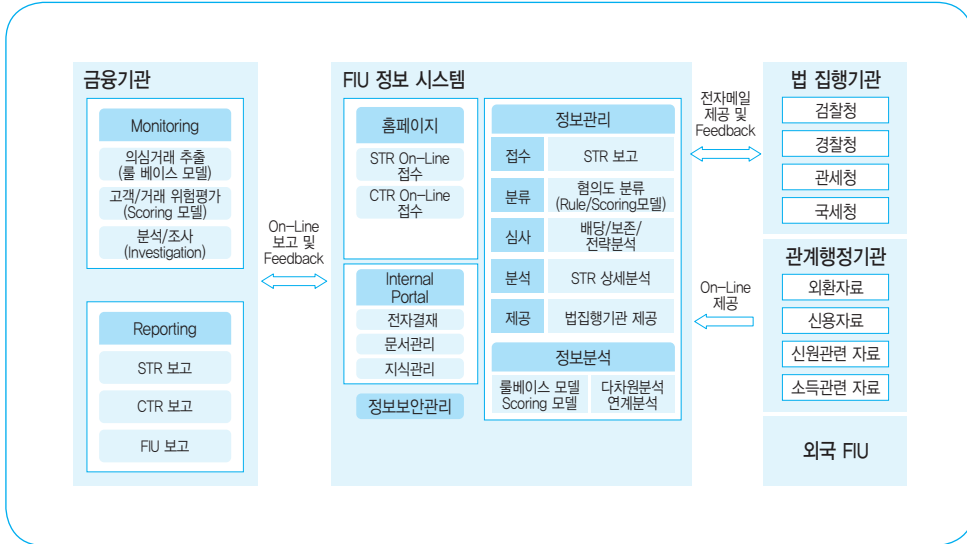 금융기관
Monitoring
의심거래 추출
(룰 베이스 모델)
고객/거래 위험평가
(Scoring 모델)
분석/조사
(Investigation)
Reporting
STR 보고
CTR 보고
FIU 보고
On-Line
보고 및
Feedback
FIU 정보 시스템
홈페이지
STR On-Line
접수
CTR On-Line
접수
Internal
Portal
전자결재
문서관리
지식관리
정보보안관리
정보관리
접수 STR 보고
분류 혐의도 분류
(Rule/Scoring모델)
심사 배당/보존/
전략분석
분석 STR 상세분석
제공 법집행기관 제공
정보분석
룰베이스 모델 다차원분석
Scoring 모델 연계분석
전자메일
제공 및
Feedback
On-Line
제공
법 집행기관
검찰청
경찰청
관세청
국세청
관계행정기관
외환자료
신용자료
신원관련 자료
소득관련 자료
외국 FIU